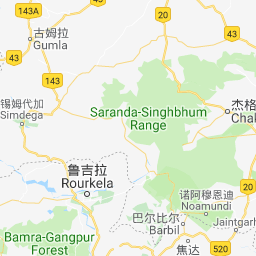 143A
古姆拉
Gumla
43
20
43
143
锡姆代加
Simdega
Saranda-Singhbhum
Range
杰格
Chak
鲁吉拉
Rourkela
诺阿穆恩迪
Noamundi
巴尔比尔
Barbil
Jaintgarh
Bamra-Gangpur
Forest
焦达
520
20